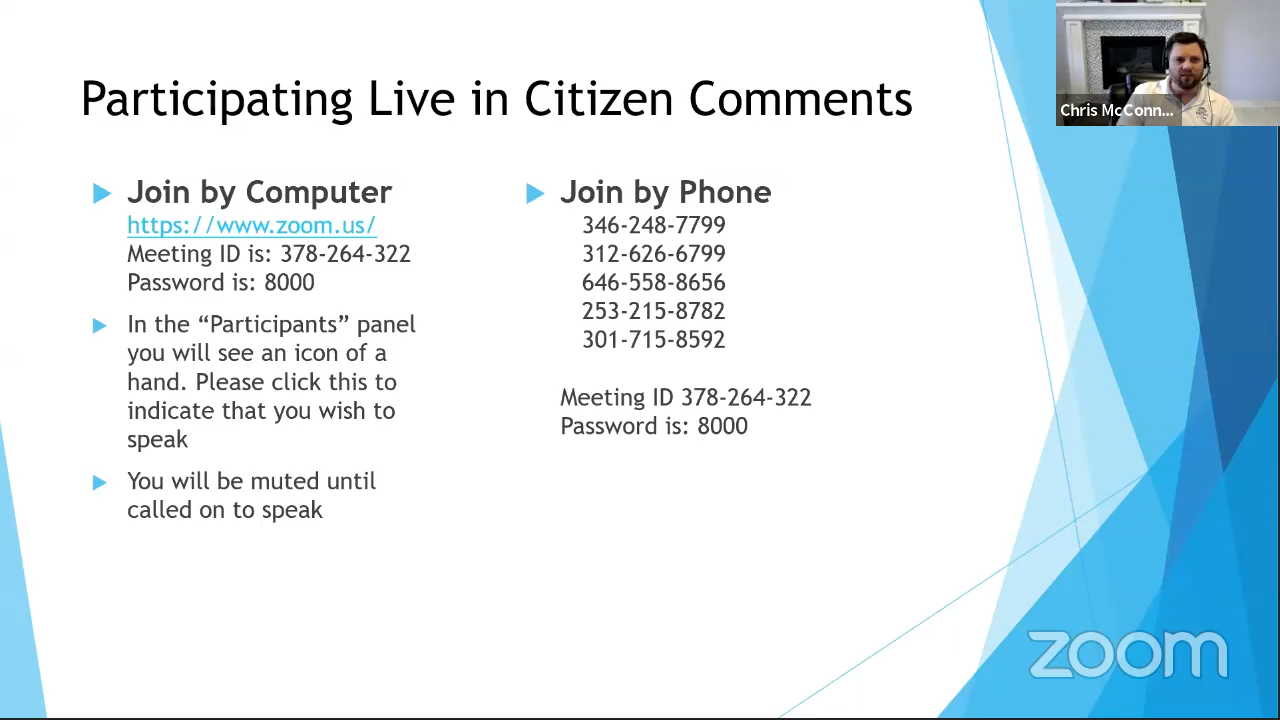 Participating Live in Citizen Comments
Chris McConn...
Join by Computer
https://www.zoom.us/
Meeting ID is: 378-264-322
Password is: 8000
In the “Participants” panel
you will see an icon of a
hand. Please click this to
indicate that you wish to
speak
You will be muted until
called on to speak
Join by Phone
346-248-7799
312-626-6799
646-558-8656
253-215-8782
301-715-8592
Meeting ID 378-264-322
Password is: 8000
zoom